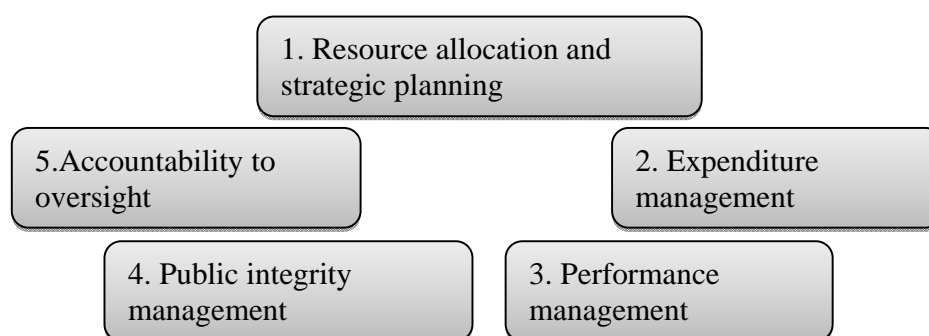 1. Resource allocation and
strategic planning
5.Accountability to
oversight
2. Expenditure
management
4. Public integrity
management
3. Performance
management